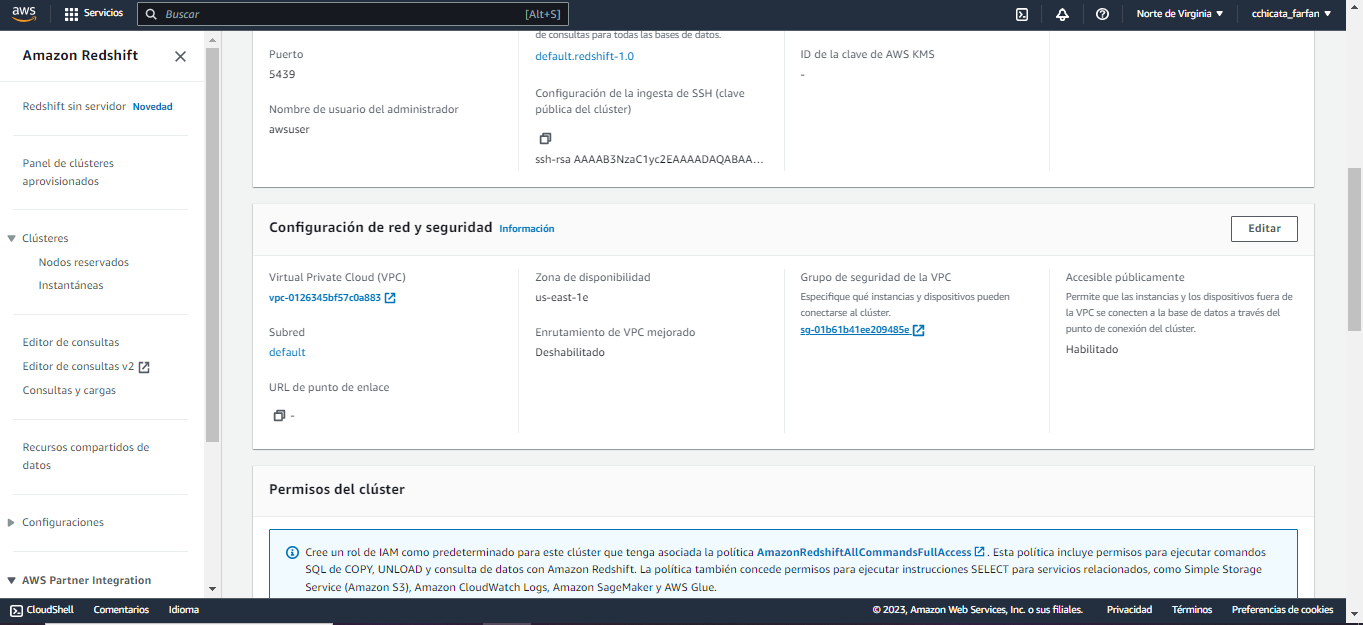 aws
Servicios
Buscar
[Alt+S]
Norte de Virginia ▼
cchicata_farfan ▼
Amazon Redshift
Redshift sin servidor Novedad
Panel de clústeres
aprovisionados
Clústeres
Nodos reservados
Instantáneas
Editor de consultas
Editor de consultas v2
Consultas y cargas
Recursos compartidos de
datos
Configuraciones
AWS Partner Integration
Puerto
5439
Nombre de usuario del administrador
awsuser
de consultas para todas las bases de datos.
default.redshift-1.0
Configuración de la ingesta de SSH (clave
pública del clúster)
ssh-rsa AAAAB3NzaC1yc2EAAAADAQABAA...
ID de la clave de AWS KMS
-
Configuración de red y seguridad Información
Editar
Virtual Private Cloud (VPC)
vpc-0126345bf57c0a883
Subred
default
URL de punto de enlace
-
Zona de disponibilidad
us-east-1e
Enrutamiento de VPC mejorado
Deshabilitado
Grupo de seguridad de la VPC
Especifique qué instancias y dispositivos pueden
conectarse al clúster.
sg-01b61b41ee209485e
Accesible públicamente
Permite que las instancias y los dispositivos fuera de
la VPC se conecten a la base de datos a través del
punto de conexión del clúster.
Habilitado
Permisos del clúster
Cree un rol de IAM como predeterminado para este clúster que tenga asociada la política AmazonRedshiftAllCommandsFullAccess . Esta política incluye permisos para ejecutar comandos
SQL de COPY, UNLOAD y consulta de datos con Amazon Redshift. La política también concede permisos para ejecutar instrucciones SELECT para servicios relacionados, como Simple Storage
Service (Amazon S3), Amazon CloudWatch Logs, Amazon SageMaker y AWS Glue.
CloudShell
Comentarios
Idioma
© 2023, Amazon Web Services, Inc. o sus filiales.
Privacidad
Términos
Preferencias de cookies